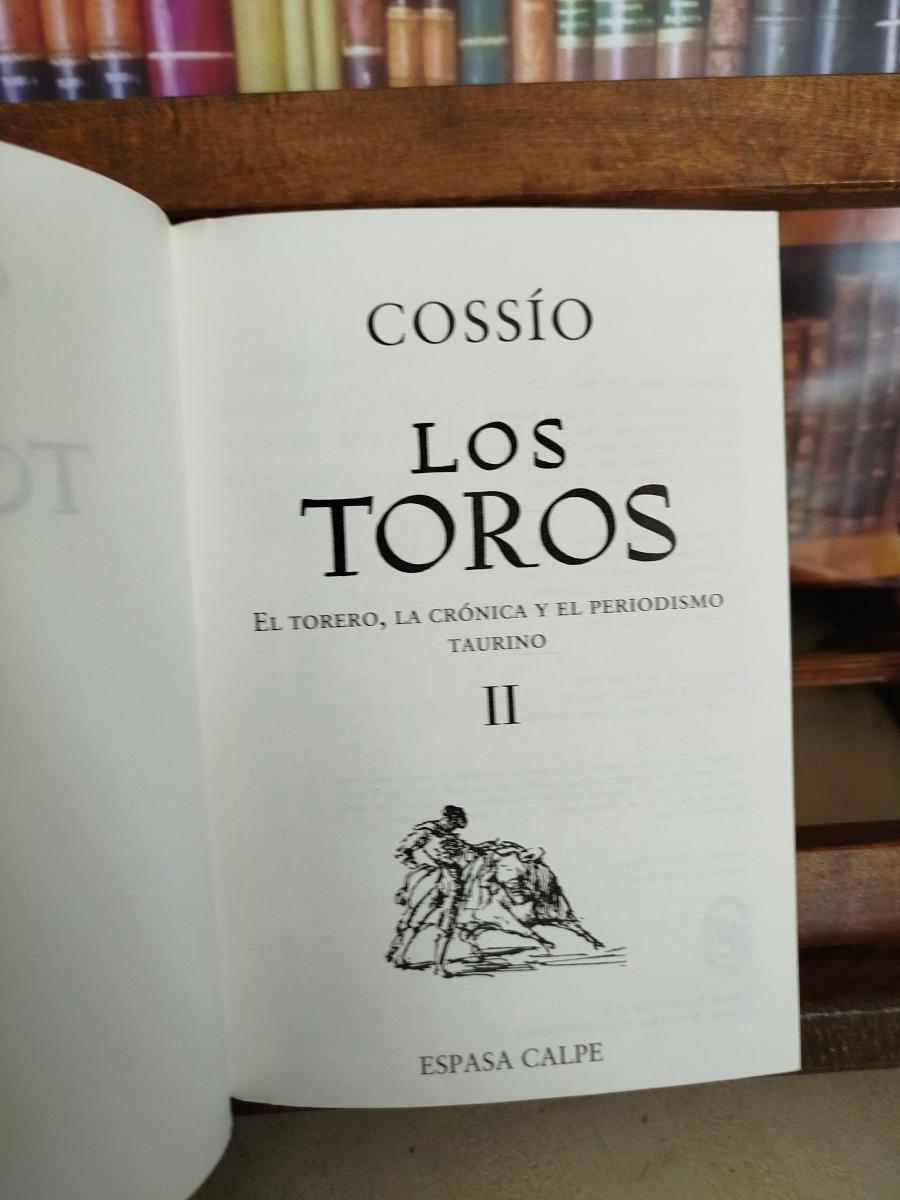 COSSÍO
LOS
TOROS
EL TORERO, LA CRÓNICA Y EL PERIODISMO
TAURINO
II
ESPASA CALPE